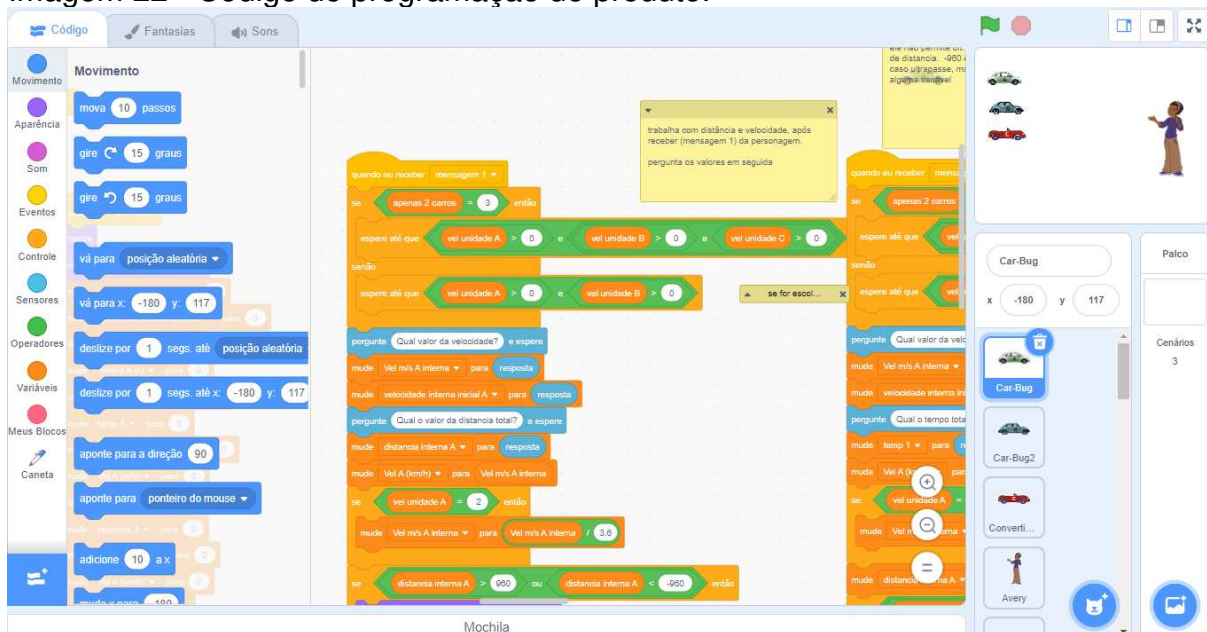 Imagem 22 - Código de programação do produto.
Código Fantasias Sons
Movimento
Aparência
Som
Eventos
Controle
Sensores
Operadores
Variáveis
Meus Blocos
Caneta
Movimento
mova 10 passos
gire 15 graus
gire 15 graus
vá para posição aleatória
vá para x: -180 y: 117
deslize por 1 segs. até posição aleatória
deslize por 1 segs. até x: -180 y: 117
aponte para a direção 90
aponte para ponteiro do mouse
adicione 10 a x
mude x para -180
quando eu receber mensagem 1
se apenas 2 carros = 3 então
espere até que vel unidade A > 0 e vel unidade B > 0 e vel unidade C > 0
senão
espere até que vel unidade A > 0 e vel unidade B > 0
pergunte Qual valor da velocidade? e espere
mude Vel m/s A interna para resposta
mude velocidade interna inicial A para resposta
pergunte Qual o valor da distancia total? e espere
mude distancia interna A para resposta
mude Vel A (km/h) para Vel m/s A interna
se vel unidade A = 2 então
mude Vel m/s A interna para Vel m/s A interna / 3.6
se distancia interna A > 960 ou distancia interna A < -960 então
trabalha com distância e velocidade, após
receber (mensagem 1) da personagem.
pergunta os valores em seguida
se for escol...
de distancia. -960
caso ultrapasse,
alguma variável
quando eu receber
se apenas 2 carros
espere até que
senão
espere até que
pergunte Qual valor da
mude Vel m/s A interna
mude velocidade interna
pergunte Qual o tempo
mude temp 1 para
mude Vel A
se vel unidade A =
mude
mude
Car-Bug
x -180 y 117
Car-Bug
Car-Bug2
Converti...
Avery
Palco
Cenários
3
Mochila